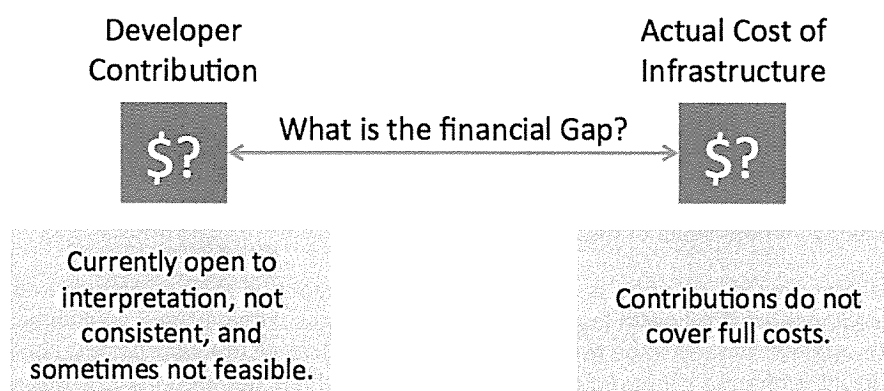 Developer
Contribution
Actual Cost of
Infrastructure
$?
What is the financial Gap?
$?
Currently open to
interpretation, not
consistent, and
sometimes not feasible.
Contributions do not
cover full costs.